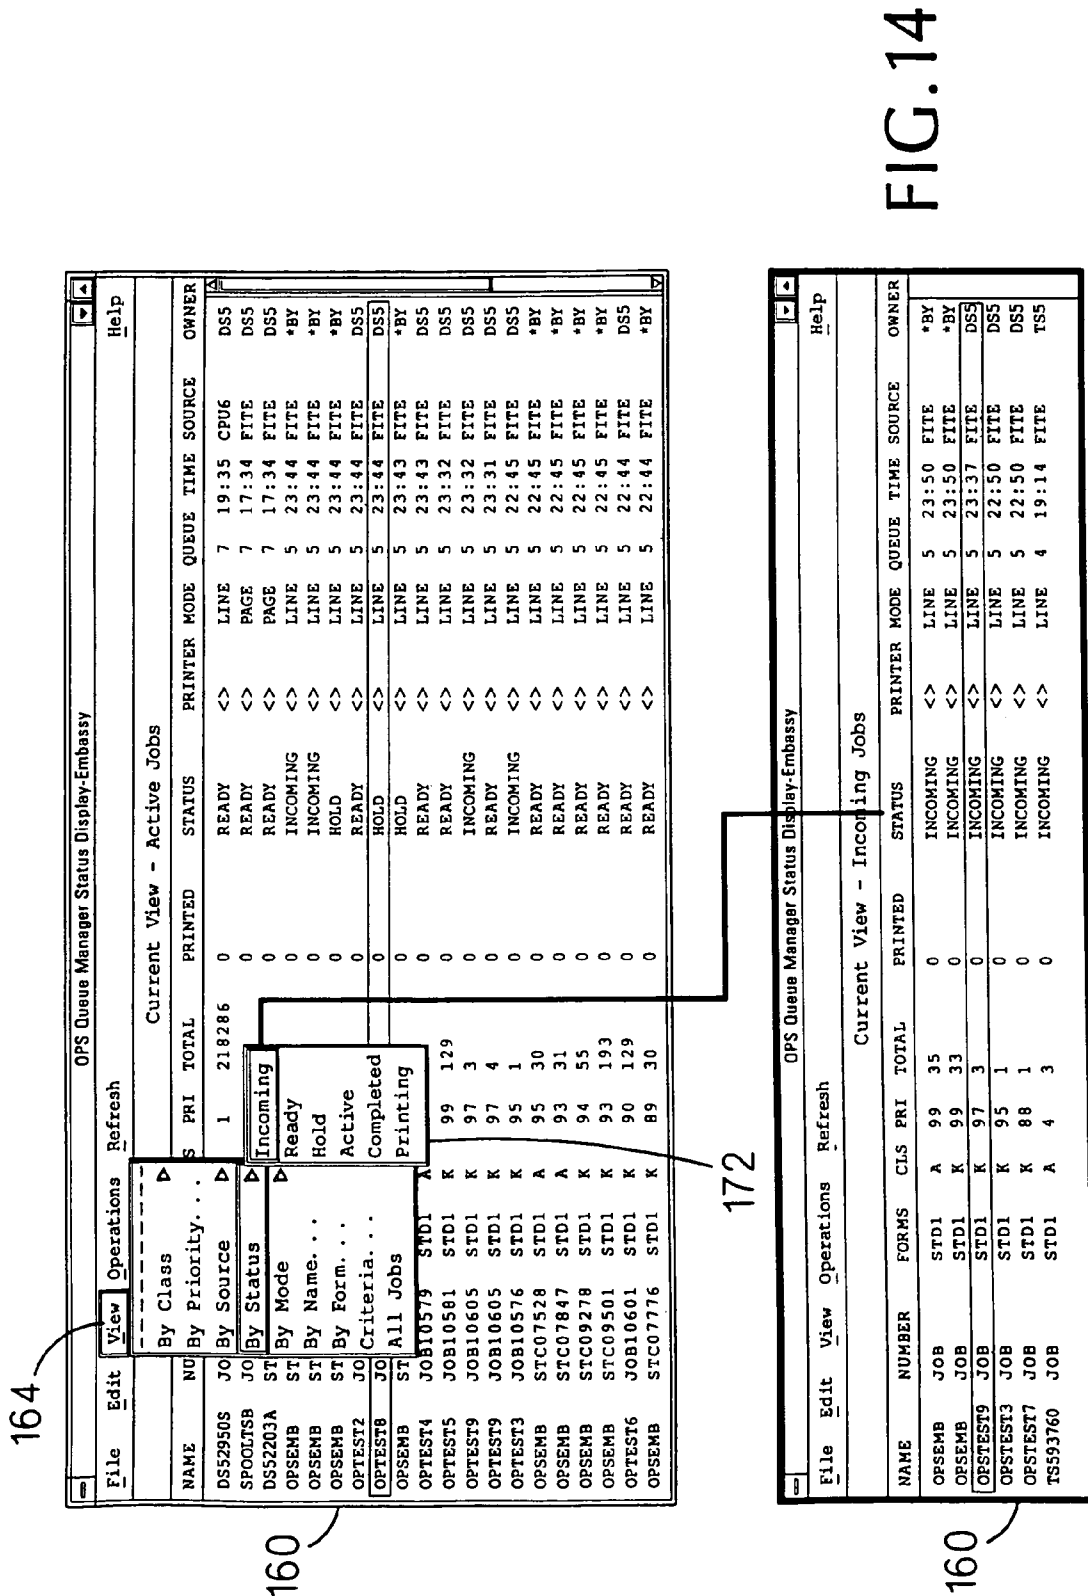 164
OPS Queue Manager Status Display-Embassy
File Edit View Operations Refresh Help
Current View - Active Jobs
NAME NU S PRI TOTAL PRINTED STATUS PRINTER MODE QUEUE TIME SOURCE OWNER
DS52950S JO 1 218286 0 READY <> LINE 7 19:35 CPU6 DS5
SPOOLTSB JO 0 READY <> PAGE 7 17:34 FITE DS5
DS52203A ST 0 READY <> PAGE 7 17:34 FITE DS5
OPSEMB ST 0 INCOMING <> LINE 5 23:44 FITE *BY
OPSEMB ST 0 INCOMING <> LINE 5 23:44 FITE *BY
OPSEMB ST 0 HOLD <> LINE 5 23:44 FITE *BY
OPTEST2 JO 0 READY <> LINE 5 23:44 FITE DS5
OPTEST8 JO 0 HOLD <> LINE 5 23:44 FITE DS5
OPSEMB ST 0 HOLD <> LINE 5 23:43 FITE *BY
OPTEST4 JOB10579 STD1 A 0 READY <> LINE 5 23:43 FITE DS5
OPTEST5 JOB10581 STD1 K 99 129 0 READY <> LINE 5 23:32 FITE DS5
OPTEST9 JOB10605 STD1 K 97 3 0 INCOMING <> LINE 5 23:32 FITE DS5
OPTEST9 JOB10605 STD1 K 97 4 0 READY <> LINE 5 23:31 FITE DS5
OPTEST3 JOB10576 STD1 K 95 1 0 INCOMING <> LINE 5 22:45 FITE DS5
OPSEMB STC07528 STD1 A 95 30 0 READY <> LINE 5 22:45 FITE *BY
OPSEMB STC07847 STD1 A 93 31 0 READY <> LINE 5 22:45 FITE *BY
OPSEMB STC09278 STD1 K 94 55 0 READY <> LINE 5 22:45 FITE *BY
OPSEMB STC09501 STD1 K 93 193 0 READY <> LINE 5 22:45 FITE *BY
OPTEST6 JOB10601 STD1 K 90 129 0 READY <> LINE 5 22:44 FITE DS5
OPSEMB STC07776 STD1 K 89 30 0 READY <> LINE 5 22:44 FITE *BY
By Class
By Priority...
By Source
By Status
By Mode
By Name...
By Form...
Criteria...
All Jobs
Incoming
Ready
Hold
Active
Completed
Printing
160
172
OPS Queue Manager Status Display-Embassy
File Edit View Operations Refresh Help
Current View - Incoming Jobs
NAME NUMBER FORMS CLS PRI TOTAL PRINTED STATUS PRINTER MODE QUEUE TIME SOURCE OWNER
OPSEMB JOB STD1 A 99 35 0 INCOMING <> LINE 5 23:50 FITE *BY
OPSEMB JOB STD1 K 99 33 0 INCOMING <> LINE 5 23:50 FITE *BY
OPSTEST9 JOB STD1 K 97 3 0 INCOMING <> LINE 5 23:37 FITE DS5
OPSTEST3 JOB STD1 K 95 1 0 INCOMING <> LINE 5 22:50 FITE DS5
OPSTEST7 JOB STD1 K 88 1 0 INCOMING <> LINE 5 22:50 FITE DS5
TS593760 JOB STD1 A 4 3 0 INCOMING <> LINE 4 19:14 FITE TS5
160
FIG.14